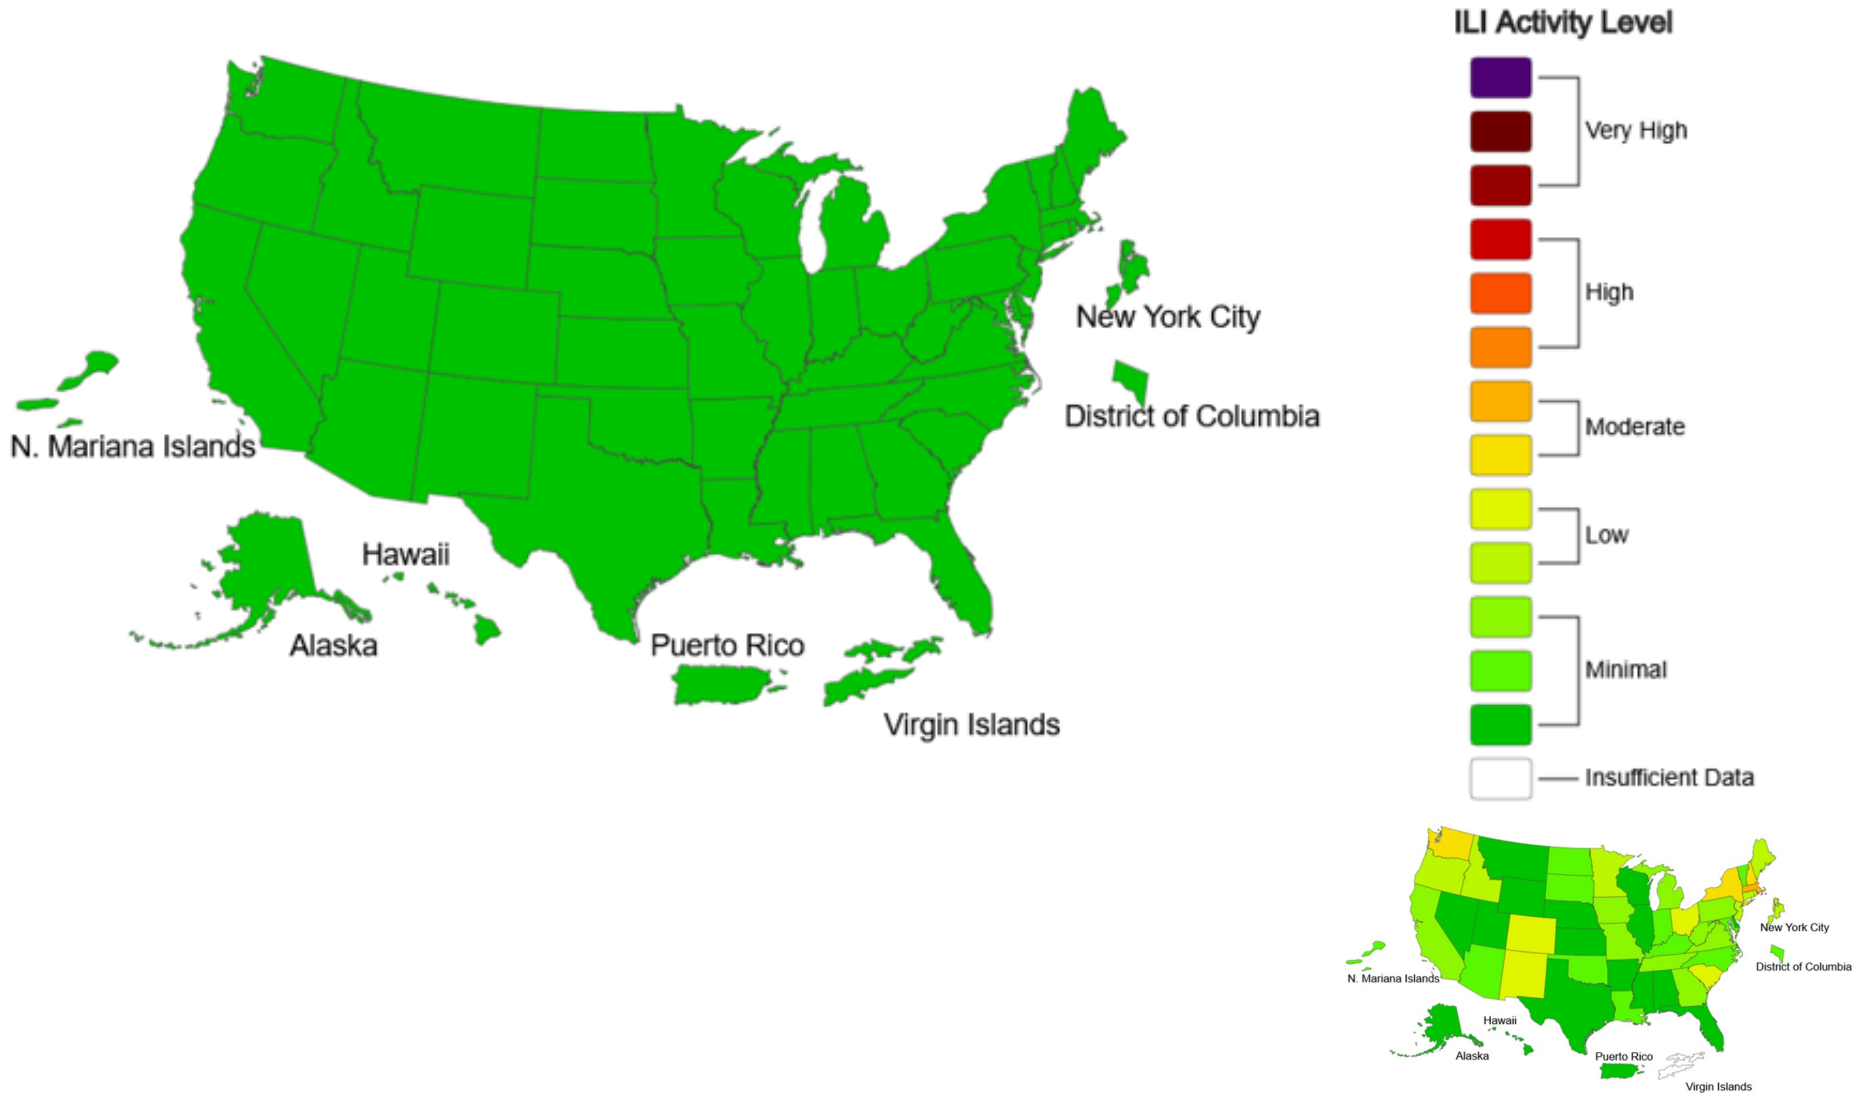 ILI Activity Level
Very High
High
Moderate
Low
Minimal
Insufficient Data
New York City
District of Columbia
N. Mariana Islands
Hawaii
Alaska
Puerto Rico
Virgin Islands
New York City
District of Columbia
N. Mariana Islands
Hawaii
Alaska
Puerto Rico
Virgin Islands